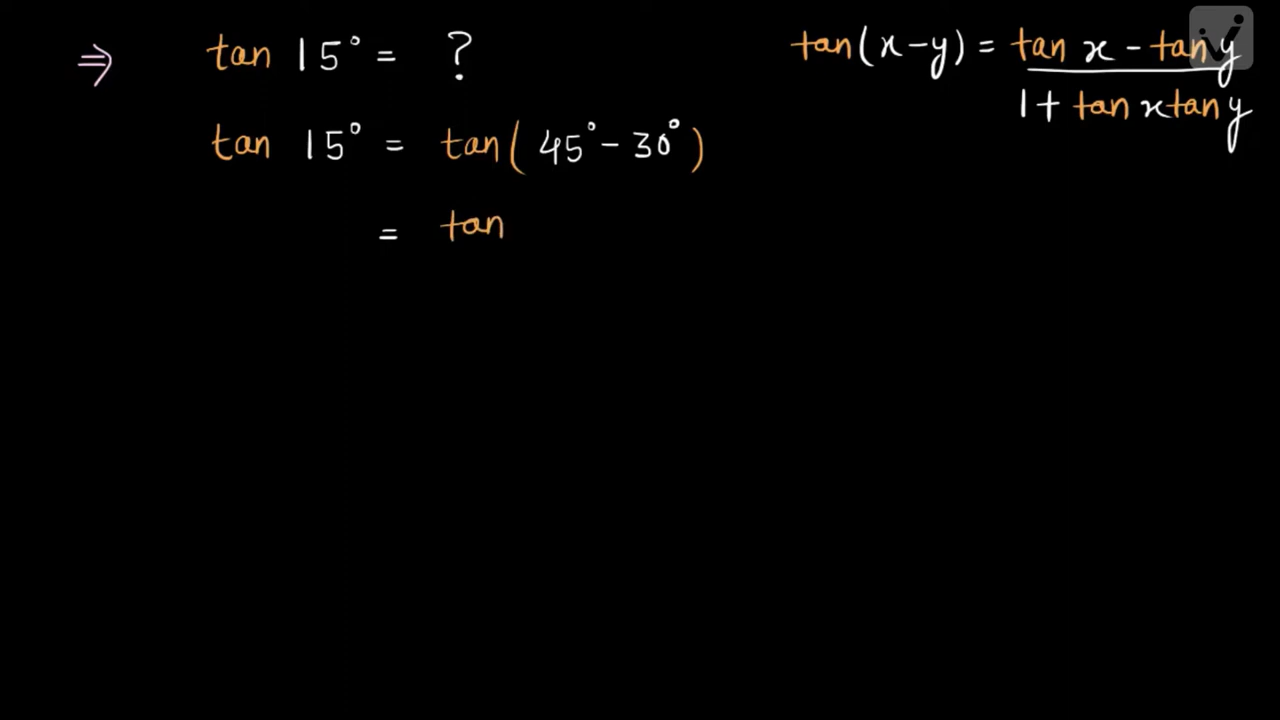 ⇒ tan 15° = ?
tan(x-y) = tan x - tan y
1 + tan x tan y
tan 15° = tan( 45° - 30° )
= tan